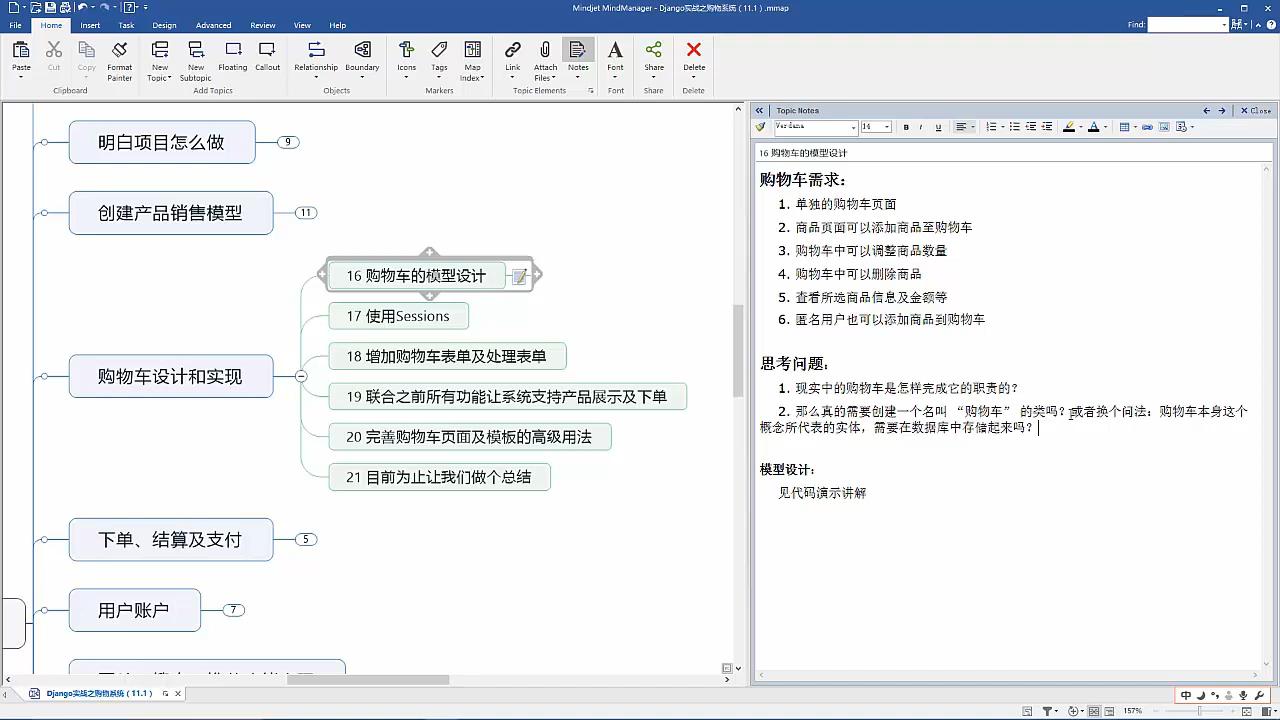 Mindjet MindManager - Django实战之购物系统（11.1）.mmap
File Home Insert Task Design Advanced Review View Help
Find:
Paste Cut Copy Format Painter New Topic New Subtopic Floating Callout Relationship Boundary Icons Tags Map Index Link Attach Files Notes Font Share Delete
Clipboard Add Topics Objects Markers Topic Elements Font Share Delete
明白项目怎么做 9
创建产品销售模型 11
购物车设计和实现
16 购物车的模型设计
17 使用Sessions
18 增加购物车表单及处理表单
19 联合之前所有功能让系统支持产品展示及下单
20 完善购物车页面及模板的高级用法
21 目前为止让我们做个总结
下单、结算及支付 5
用户账户 7
Topic Notes Close
Verdana 14 B I U
16 购物车的模型设计
购物车需求：
1. 单独的购物车页面
2. 商品页面可以添加商品至购物车
3. 购物车中可以调整商品数量
4. 购物车中可以删除商品
5. 查看所选商品信息及金额等
6. 匿名用户也可以添加商品到购物车
思考问题：
1. 现实中的购物车是怎样完成它的职责的？
2. 那么真的需要创建一个名叫 “购物车” 的类吗？或者换个问法：购物车本身这个
概念所代表的实体，需要在数据库中存储起来吗？
模型设计：
见代码演示讲解
Django实战之购物系统（11.1）
中
157%